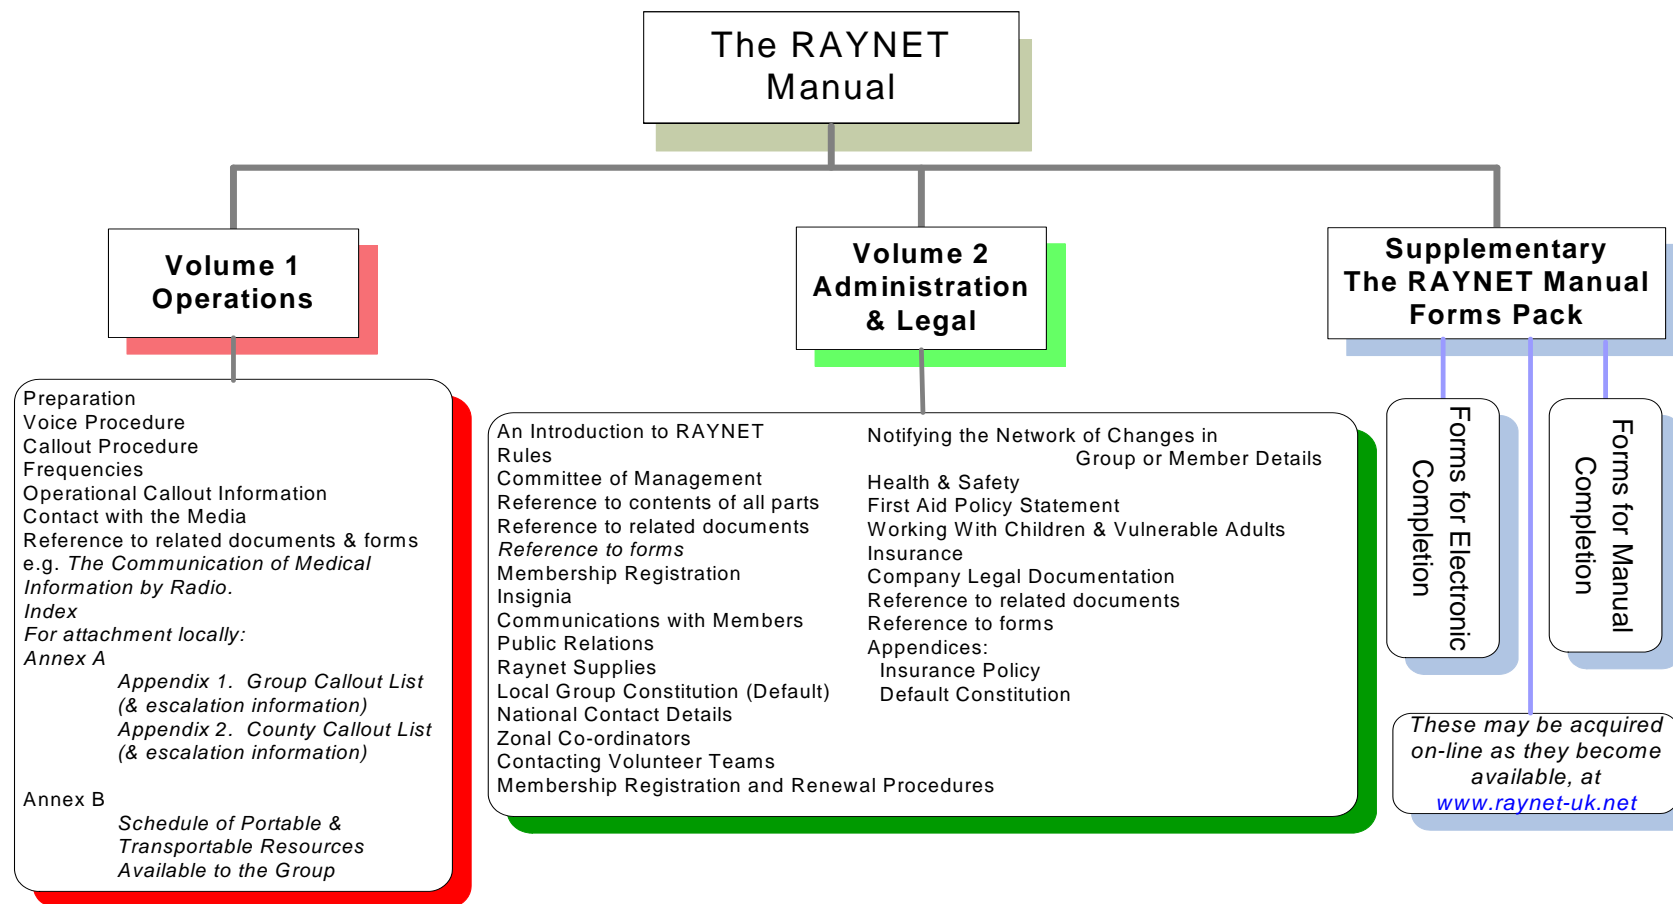 The RAYNET
Manual
Volume 1
Operations
Volume 2
Administration
& Legal
Supplementary
The RAYNET Manual
Forms Pack
Preparation
Voice Procedure
Callout Procedure
Frequencies
Operational Callout Information
Contact with the Media
Reference to related documents & forms
e.g. The Communication of Medical
Information by Radio.
Index
For attachment locally:
Annex A
Appendix 1.  Group Callout List
(& escalation information)
Appendix 2.  County Callout List
(& escalation information)
Annex B
Schedule of Portable &
Transportable Resources
Available to the Group
An Introduction to RAYNET
Rules
Committee of Management
Reference to contents of all parts
Reference to related documents
Reference to forms
Membership Registration
Insignia
Communications with Members
Public Relations
Raynet Supplies
Local Group Constitution (Default)
National Contact Details
Zonal Co-ordinators
Contacting Volunteer Teams
Membership Registration and Renewal Procedures
Notifying the Network of Changes in
Group or Member Details
Health & Safety
First Aid Policy Statement
Working With Children & Vulnerable Adults
Insurance
Company Legal Documentation
Reference to related documents
Reference to forms
Appendices:
Insurance Policy
Default Constitution
Forms for Electronic
Completion
Forms for Manual
Completion
These may be acquired
on-line as they become
available, at
www.raynet-uk.net